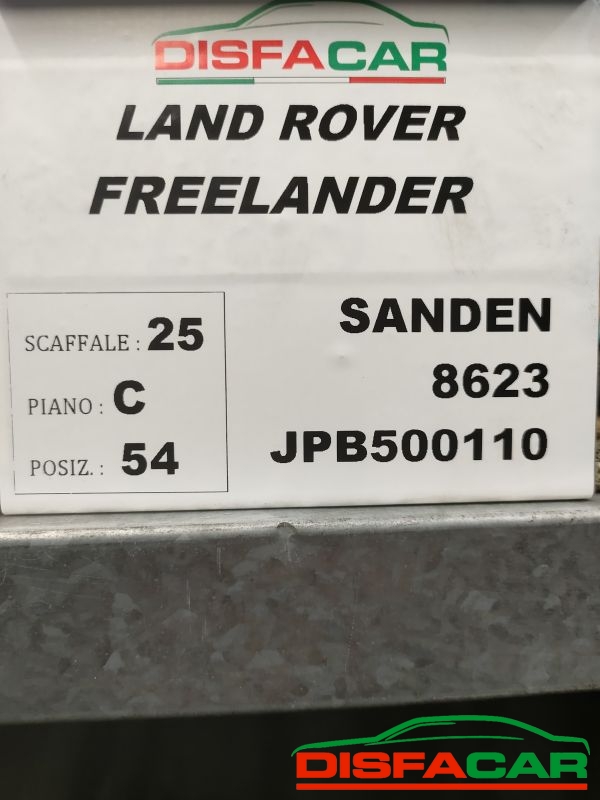 DISFACAR
LAND ROVER
FREELANDER
SCAFFALE : 25
PIANO : C
POSIZ. : 54
SANDEN
8623
JPB500110
DISFACAR